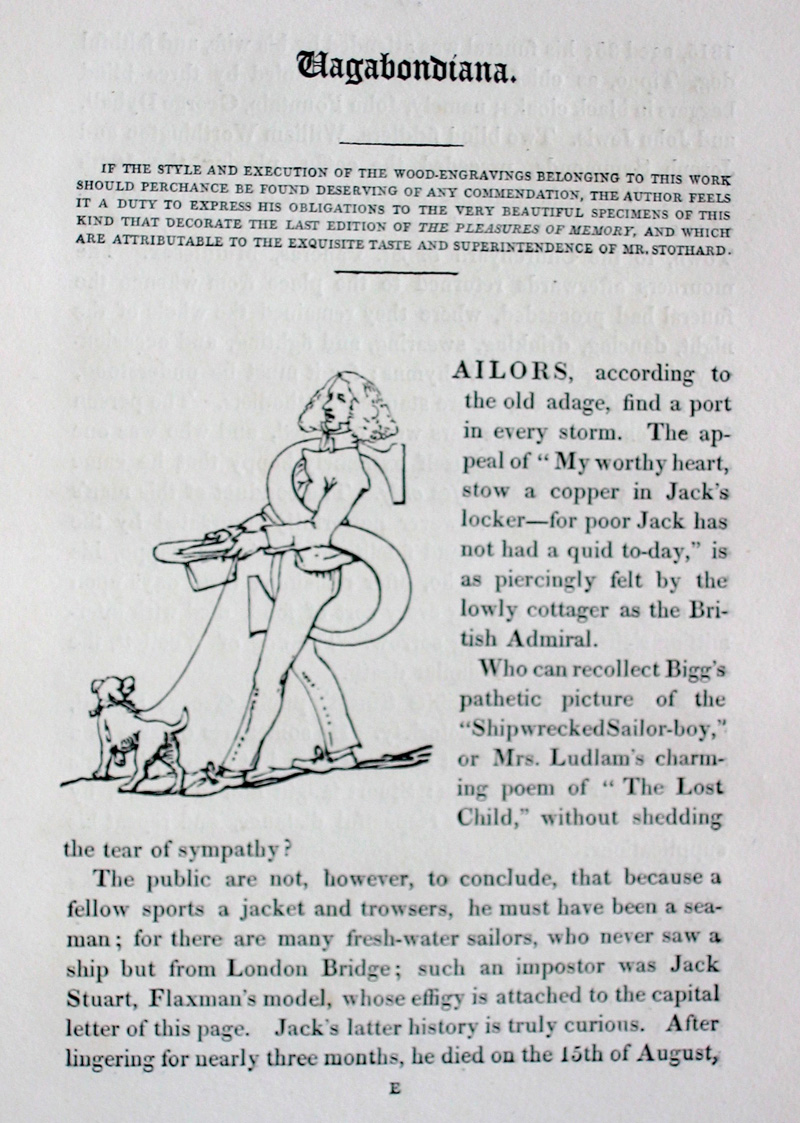 Vagabondiana.
IF THE STYLE AND EXECUTION OF THE WOOD-ENGRAVINGS BELONGING TO THIS WORK
SHOULD PERCHANCE BE FOUND DESERVING OF ANY COMMENDATION, THE AUTHOR FEELS
IT A DUTY TO EXPRESS HIS OBLIGATIONS TO THE VERY BEAUTIFUL SPECIMENS OF THIS
KIND THAT DECORATE THE LAST EDITION OF THE PLEASURES OF MEMORY, AND WHICH
ARE ATTRIBUTABLE TO THE EXQUISITE TASTE AND SUPERINTENDENCE OF MR. STOTHARD.
SAILORS, according to
the old adage, find a port
in every storm. The ap-
peal of “ My worthy heart,
stow a copper in Jack's
locker—for poor Jack has
not had a quid to-day,” is
as piercingly felt by the
lowly cottager as the Bri-
tish Admiral.
Who can recollect Bigg's
pathetic picture of the
“Shipwrecked Sailor-boy,”
or Mrs. Ludlam's charm-
ing poem of “ The Lost
Child,” without shedding
the tear of sympathy?
The public are not, however, to conclude, that because a
fellow sports a jacket and trowsers, he must have been a sea-
man; for there are many fresh-water sailors, who never saw a
ship but from London Bridge; such an impostor was Jack
Stuart, Flaxman's model, whose effigy is attached to the capital
letter of this page. Jack's latter history is truly curious. After
lingering for nearly three months, he died on the 15th of August,
E